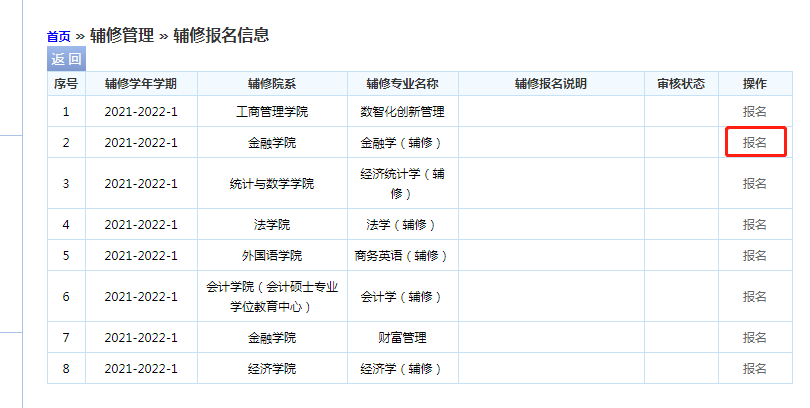 首页 » 辅修管理 » 辅修报名信息
返 回
序号 辅修学年学期 辅修院系 辅修专业名称 辅修报名说明 审核状态 操作
1 2021-2022-1 工商管理学院 数智化创新管理 报名
2 2021-2022-1 金融学院 金融学（辅修） 报名
3 2021-2022-1 统计与数学学院 经济统计学（辅
修） 报名
4 2021-2022-1 法学院 法学（辅修） 报名
5 2021-2022-1 外国语学院 商务英语（辅修） 报名
6 2021-2022-1 会计学院（会计硕士专业
学位教育中心） 会计学（辅修） 报名
7 2021-2022-1 金融学院 财富管理 报名
8 2021-2022-1 经济学院 经济学（辅修） 报名